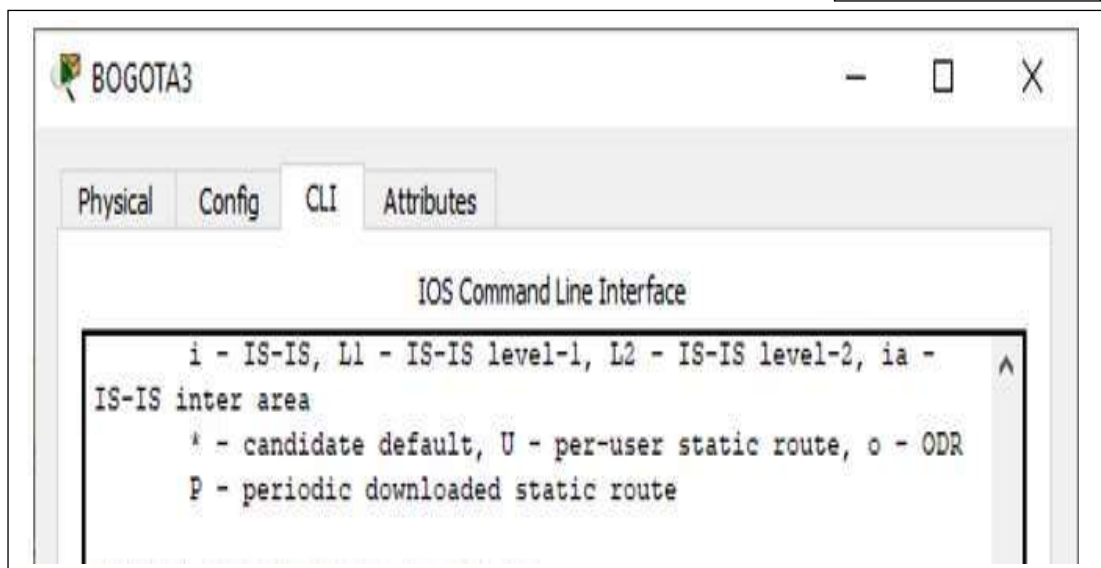 BOGOTA3
Physical Config CLI Attributes
IOS Command Line Interface
i - IS-IS, L1 - IS-IS level-1, L2 - IS-IS level-2, ia -
IS-IS inter area
* - candidate default, U - per-user static route, o - ODR
P - periodic downloaded static route